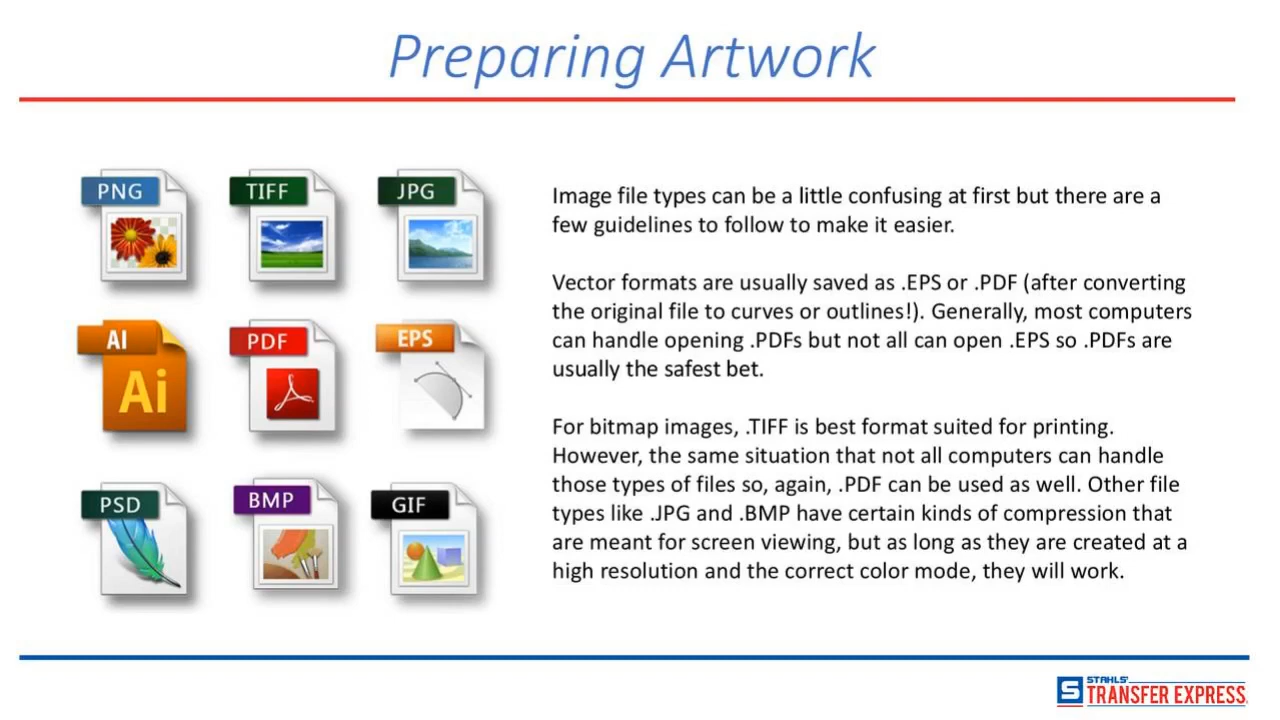 Preparing Artwork
PNG
TIFF
JPG
AI
Ai
PDF
EPS
PSD
BMP
GIF
Image file types can be a little confusing at first but there are a
few guidelines to follow to make it easier.
Vector formats are usually saved as .EPS or .PDF (after converting
the original file to curves or outlines!). Generally, most computers
can handle opening .PDFs but not all can open .EPS so .PDFs are
usually the safest bet.
For bitmap images, .TIFF is best format suited for printing.
However, the same situation that not all computers can handle
those types of files so, again, .PDF can be used as well. Other file
types like .JPG and .BMP have certain kinds of compression that
are meant for screen viewing, but as long as they are created at a
high resolution and the correct color mode, they will work.
S STAHLS'
TRANSFER EXPRESS.